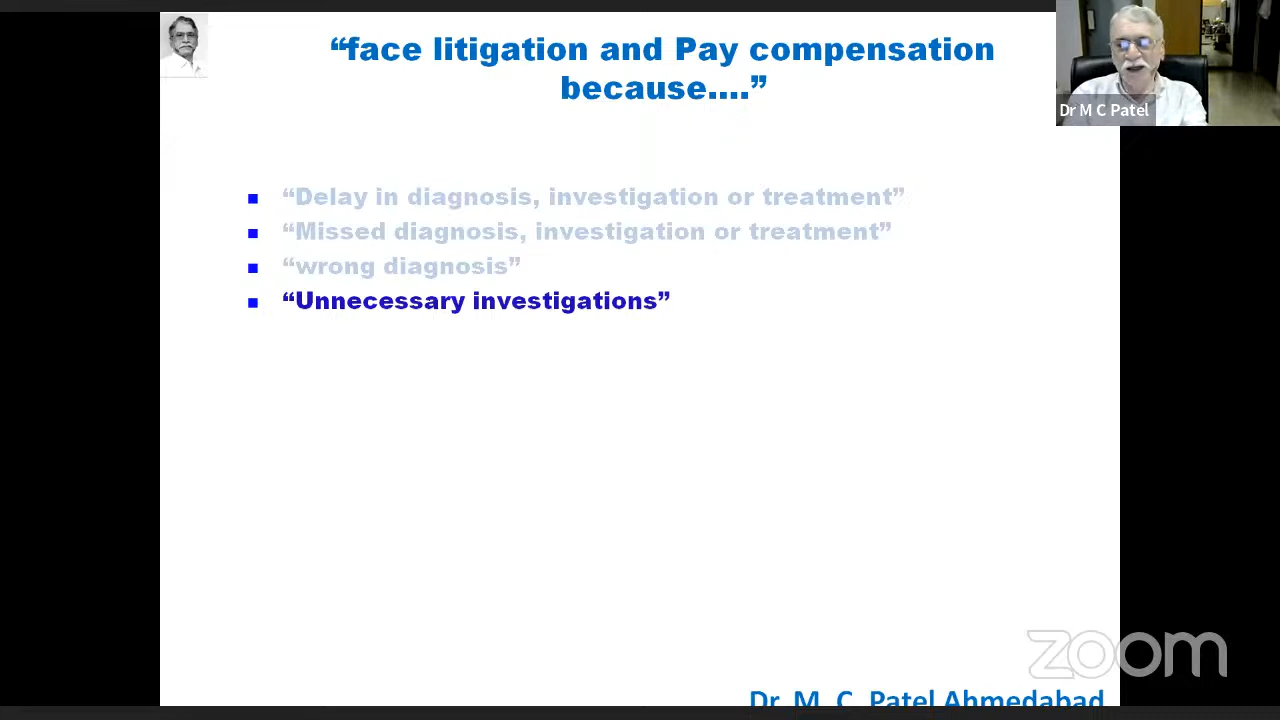 “face litigation and Pay compensation
because....”
Dr M C Patel
“Delay in diagnosis, investigation or treatment”
“Missed diagnosis, investigation or treatment”
“wrong diagnosis”
“Unnecessary investigations”
zoom
Dr. M. C. Patel Ahmedabad